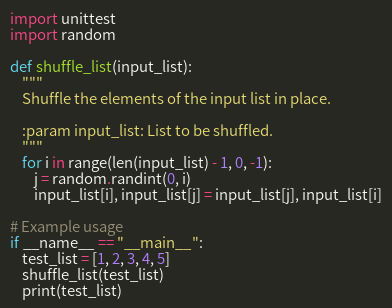 import unittest
import random

def shuffle_list(input_list):
    """
    Shuffle the elements of the input list in place.

    :param input_list: List to be shuffled.
    """
    for i in range(len(input_list) - 1, 0, -1):
        j = random.randint(0, i)
        input_list[i], input_list[j] = input_list[j], input_list[i]

# Example usage
if __name__ == "__main__":
    test_list = [1, 2, 3, 4, 5]
    shuffle_list(test_list)
    print(test_list)